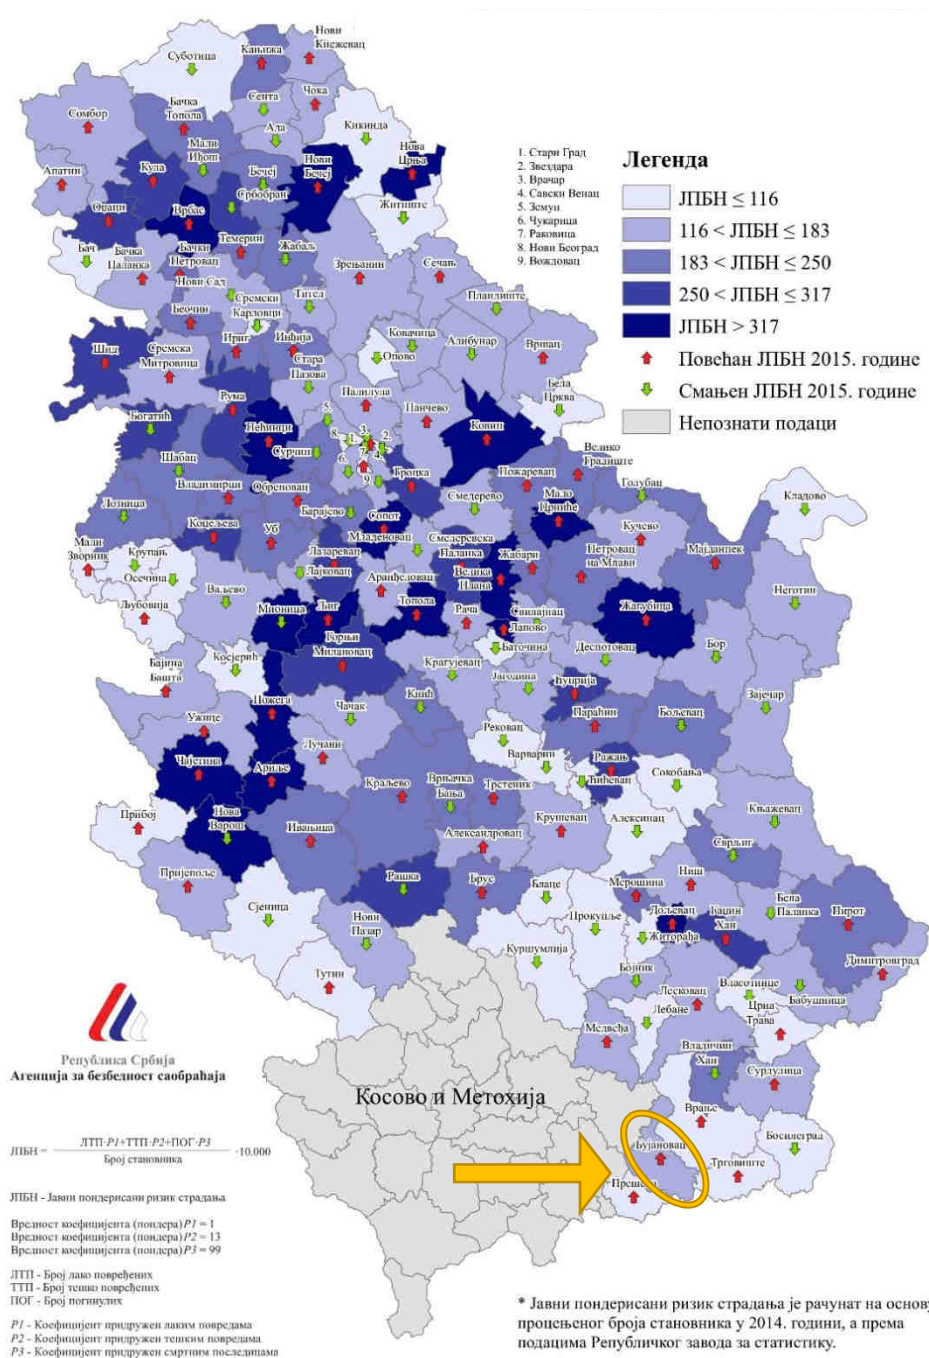 Нови
Кнежевац
Суботица
Кањижа
Сента
Чока
Сомбор
Бачка
Топола
Ада
Кикинда
Мали
Иђош
Нова
Црња
Апатин
Кула
Бечеј
Нови
Бечеј
Оџаци
Србобран
Житиште
Врбас
Бач
Бачка
Паланка
Бачки
Петровац
Темерин
Жабаљ
Зрењанин
Сечањ
Нови Сад
Сремски
Карловци
Тител
Пландиште
Беочин
Ковачица
Шид
Сремска
Митровица
Ириг
Инђија
Опово
Алибунар
Вршац
Стара
Пазова
Бела
Црква
Рума
Палилула
Панчево
Богатић
Пећинци
5.
8.
1.
3.
2.
4.
7.
6.
9.
Ковин
Шабац
Сурчин
Гроцка
Велико
Градиште
Владимирци
Обреновац
Пожаревац
Голубац
Лозница
Барајево
Сопот
Смедерево
Мало
Црниће
Кладово
Коцељева
Уб
Младеновац
Смедеревска
Паланка
Кучево
Мали
Зворник
Крупањ
Лазаревац
Жабари
Петровац
на Млави
Мајданпек
Осечина
Лајковац
Аранђеловац
Велика
Плана
Ваљево
Неготин
Љубовија
Мионица
Љиг
Топола
Рача
Свилајнац
Жагубица
Лапово
Горњи
Милановац
Баточина
Бајина
Башта
Косјерић
Крагујевац
Деспотовац
Бор
Јагодина
Ћуприја
Књић
Пожега
Чачак
Параћин
Бољевац
Зајечар
Ужице
Рековац
Лучани
Варварин
Ражањ
Чајетина
Ариље
Ћићевац
Сокобања
Краљево
Врњачка
Бања
Трстеник
Прибој
Нова
Варош
Ивањица
Александровац
Крушевац
Алексинац
Књажевац
Сврљиг
Пријепоље
Рашка
Брус
Блаце
Мерошина
Ниш
Сјеница
Прокупље
Дољевац
Гаџин
Хан
Бела
Паланка
Пирот
Нови
Пазар
Житорађа
Куршумлија
Димитровград
Тутин
Бојник
Лесковац
Власотинце
Бабушница
Лебане
Црна
Трава
Медвеђа
Владичин
Хан
Сурдулица
Косово и Метохија
Врање
Босилеград
Бујановац
Трговиште
Прешево
1. Стари Град
2. Звездара
3. Врачар
4. Савски Венац
5. Земун
6. Чукарица
7. Раковица
8. Нови Београд
9. Вождовац
Легенда
ЈПБН ≤ 116
116 < ЈПБН ≤ 183
183 < ЈПБН ≤ 250
250 < ЈПБН ≤ 317
ЈПБН > 317
Повећан ЈПБН 2015. године
Смањен ЈПБН 2015. године
Непознати подаци
Република Србија
Агенција за безбедност саобраћаја
ЈПБН = ЛТП·P1+ТТП·P2+ПОГ·P3
Број становника
·10.000
ЈПБН - Јавни пондерисани ризик страдања
Вредност коефицијента (пондера) P1 = 1
Вредност коефицијента (пондера) P2 = 13
Вредност коефицијента (пондера) P3 = 99
ЛТП - Број лако повређених
ТТП - Број тешко повређених
ПОГ - Број погинулих
P1 - Коефицијент придружен лаким повредама
P2 - Коефицијент придружен тешким повредама
P3 - Коефицијент придружен смртним последицама
* Јавни пондерисани ризик страдања је рачунат на основу
процењеног броја становника у 2014. години, а према
подацима Републичког завода за статистику.